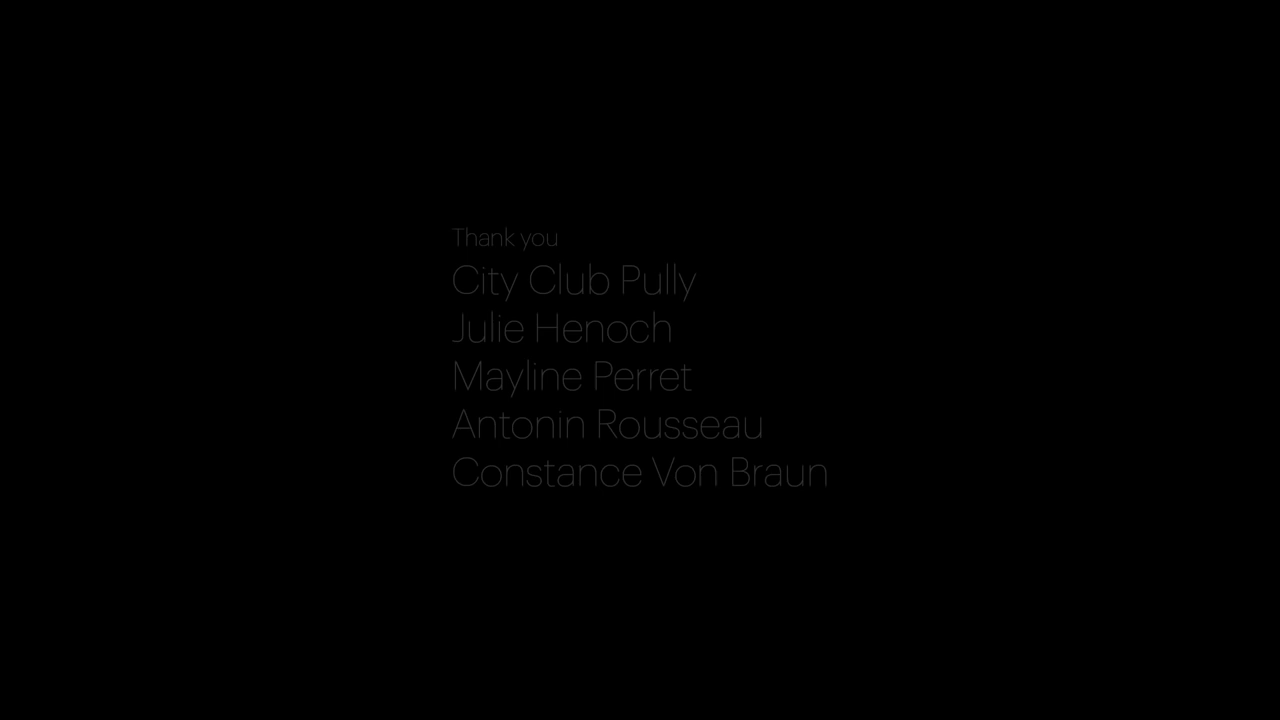 Thank you
City Club Pully
Julie Henoch
Mayline Perret
Antonin Rousseau
Constance Von Braun